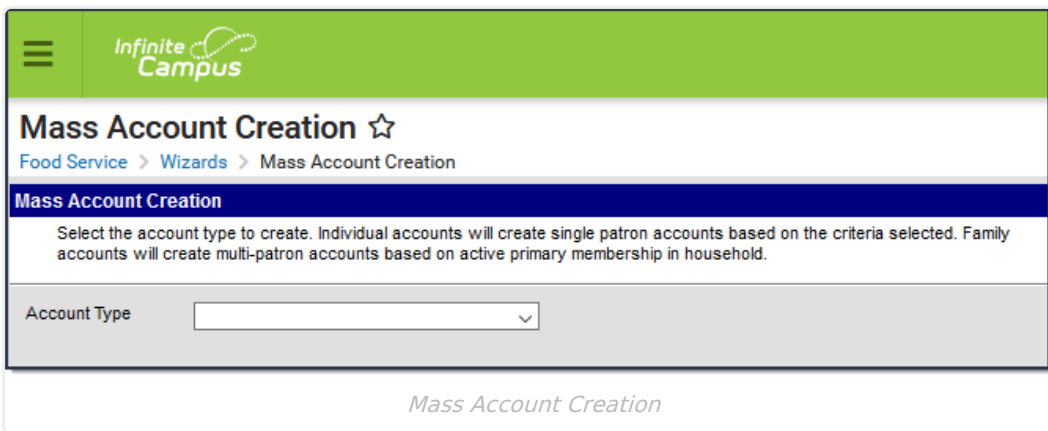 Infinite
Campus
Mass Account Creation
Food Service > Wizards > Mass Account Creation
Mass Account Creation
Select the account type to create. Individual accounts will create single patron accounts based on the criteria selected. Family
accounts will create multi-patron accounts based on active primary membership in household.
Account Type
Mass Account Creation